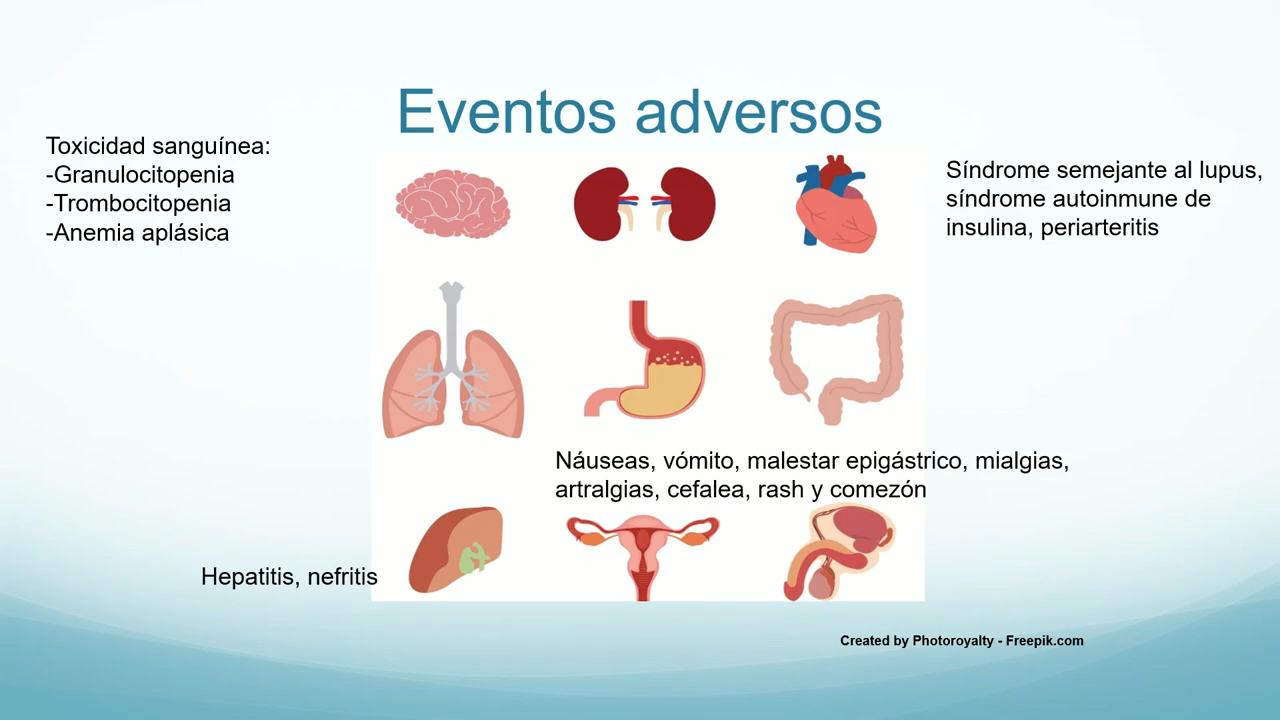 Eventos adversos
Toxicidad sanguínea:
-Granulocitopenia
-Trombocitopenia
-Anemia aplásica
Síndrome semejante al lupus,
síndrome autoinmune de
insulina, periarteritis
Náuseas, vómito, malestar epigástrico, mialgias,
artralgias, cefalea, rash y comezón
Hepatitis, nefritis
Created by Photoroyalty - Freepik.com